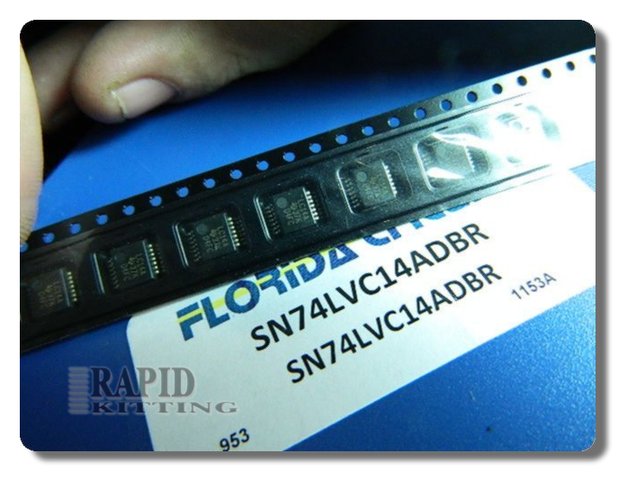 FLORIDA
SN74LVC14ADBR
SN74LVC14ADBR
1153A
953
RAPID
KITTING